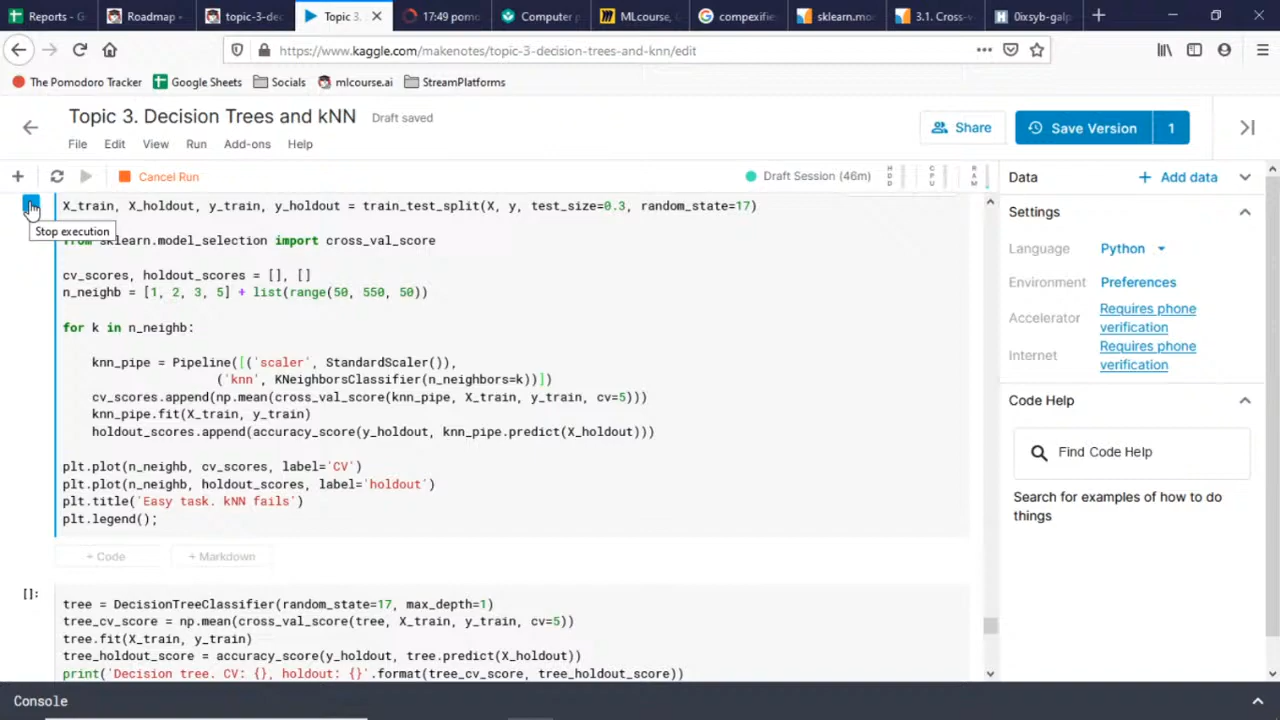 Reports - G
Roadmap -
topic-3-dec
Topic 3.
17:49 pomo
Computer p
MLcourse,
compexifie
sklearn.mo
3.1. Cross-v
0ixsyb-galp
https://www.kaggle.com/makenotes/topic-3-decision-trees-and-knn/edit
The Pomodoro Tracker
Google Sheets
Socials
mlcourse.ai
StreamPlatforms
Topic 3. Decision Trees and kNN
Draft saved
Share
Save Version
1
File
Edit
View
Run
Add-ons
Help
Cancel Run
Draft Session (46m)
HDD
CPU
RAM
X_train, X_holdout, y_train, y_holdout = train_test_split(X, y, test_size=0.3, random_state=17)
Stop execution
from sklearn.model_selection import cross_val_score
cv_scores, holdout_scores = [], []
n_neighb = [1, 2, 3, 5] + list(range(50, 550, 50))
for k in n_neighb:
knn_pipe = Pipeline([('scaler', StandardScaler()),
('knn', KNeighborsClassifier(n_neighbors=k))])
cv_scores.append(np.mean(cross_val_score(knn_pipe, X_train, y_train, cv=5)))
knn_pipe.fit(X_train, y_train)
holdout_scores.append(accuracy_score(y_holdout, knn_pipe.predict(X_holdout)))
plt.plot(n_neighb, cv_scores, label='CV')
plt.plot(n_neighb, holdout_scores, label='holdout')
plt.title('Easy task. kNN fails')
plt.legend();
+ Code
+ Markdown
[]:
tree = DecisionTreeClassifier(random_state=17, max_depth=1)
tree_cv_score = np.mean(cross_val_score(tree, X_train, y_train, cv=5))
tree.fit(X_train, y_train)
tree_holdout_score = accuracy_score(y_holdout, tree.predict(X_holdout))
print('Decision tree. CV: {}, holdout: {}'.format(tree_cv_score, tree_holdout_score))
Data
+ Add data
Settings
Language
Python
Environment
Preferences
Accelerator
Requires phone
verification
Internet
Requires phone
verification
Code Help
Find Code Help
Search for examples of how to do
things
Console